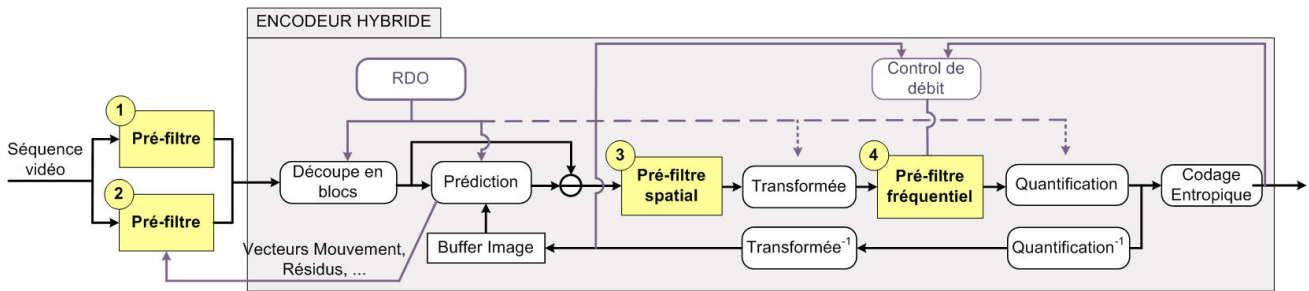 ENCODEUR HYBRIDE
RDO
Control de
débit
1
Pré-filtre
Séquence
vidéo
2
Pré-filtre
Découpe en
blocs
Prédiction
3
Pré-filtre
spatial
Transformée
4
Pré-filtre
fréquentiel
Quantification
Codage
Entropique
Vecteurs Mouvement,
Résidus, ...
Buffer Image
Transformée-1
Quantification-1